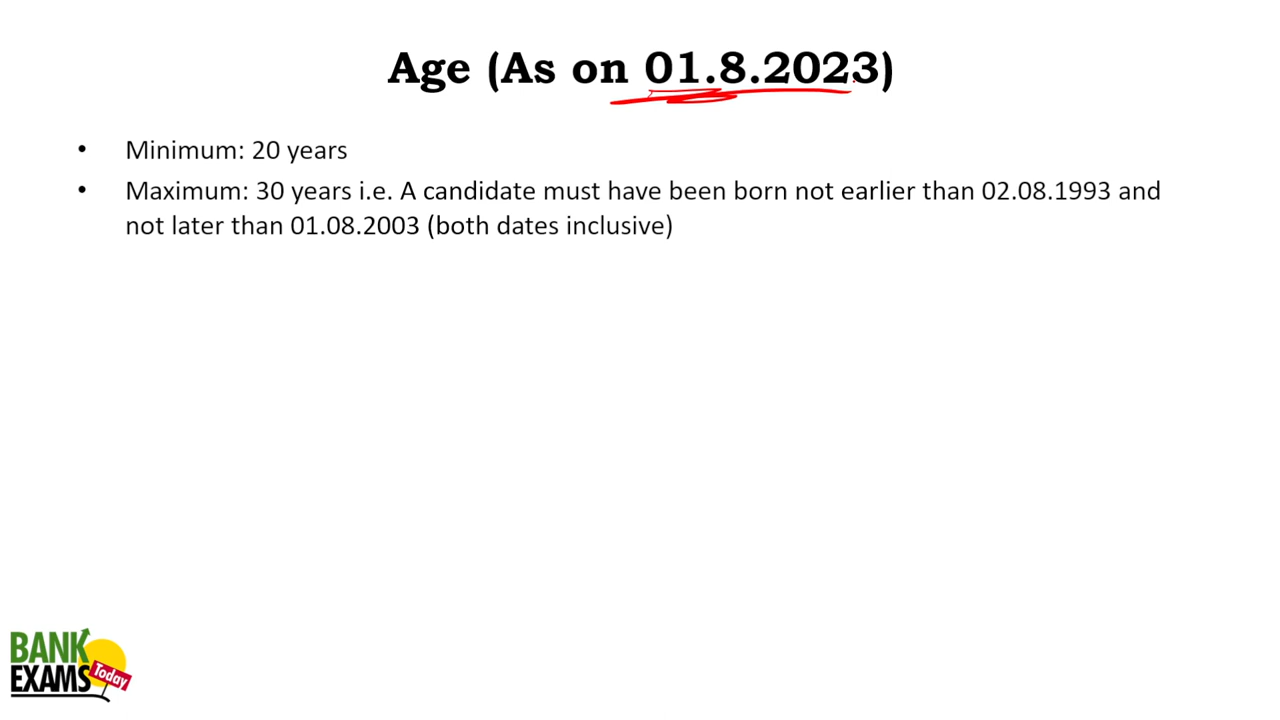 Age (As on 01.8.2023)
• Minimum: 20 years
• Maximum: 30 years i.e. A candidate must have been born not earlier than 02.08.1993 and
not later than 01.08.2003 (both dates inclusive)
BANK
EXAMS Today